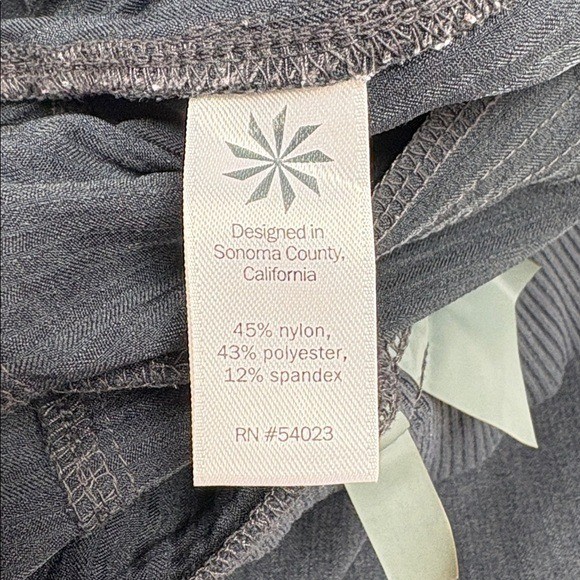 Designed in
Sonoma County,
California
45% nylon,
43% polyester,
12% spandex
RN #54023